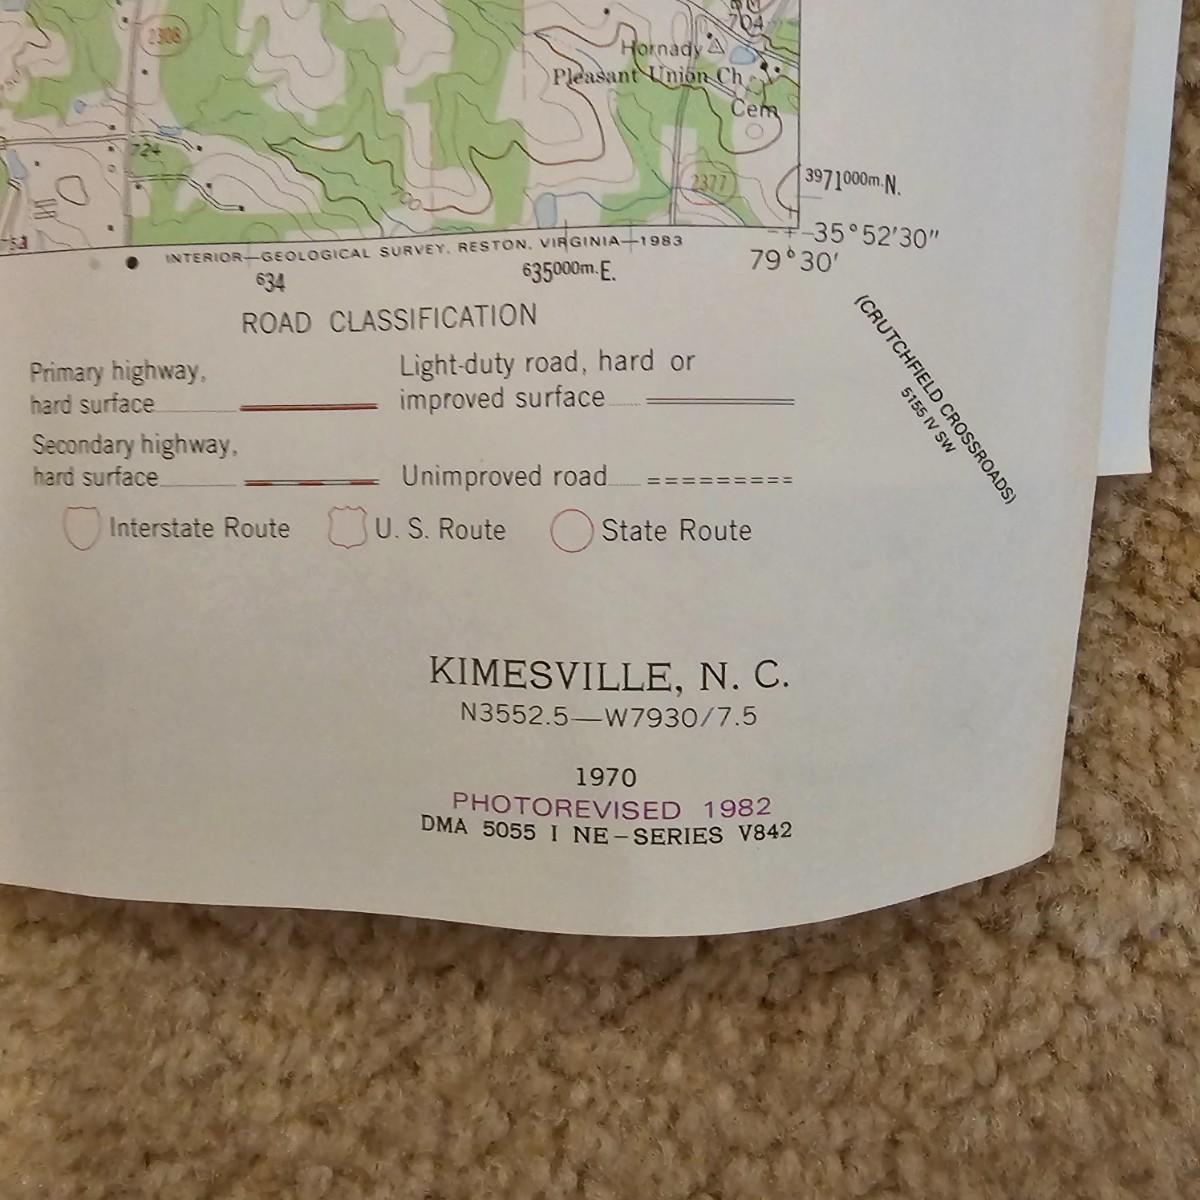 2308
704
Hornady
Pleasant Union Ch
Cem
724
2377
3971000m.N.
35°52'30"
79°30'
INTERIOR—GEOLOGICAL SURVEY, RESTON, VIRGINIA—1983
634
635000m.E.
ROAD CLASSIFICATION
Primary highway,
hard surface
Light-duty road, hard or
improved surface
Secondary highway,
hard surface
Unimproved road
Interstate Route
U. S. Route
State Route
(CRUTCHFIELD CROSSROADS)
5155 IV SW
KIMESVILLE, N. C.
N3552.5—W7930/7.5
1970
PHOTOREVISED 1982
DMA 5055 I NE-SERIES V842